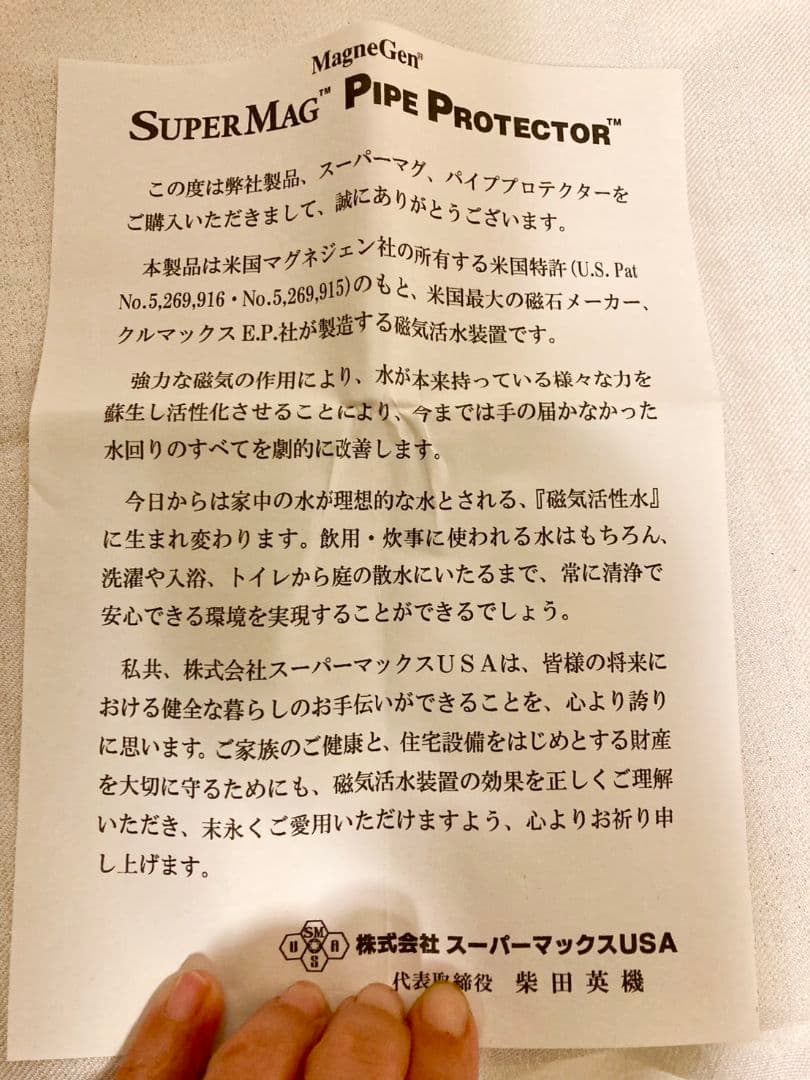 MagneGen®
SUPERMAG™ PIPE PROTECTOR™
この度は弊社製品、スーパーマグ、パイププロテクターを
ご購入いただきまして、誠にありがとうございます。
本製品は米国マグネジェン社の所有する米国特許(U.S. Pat
No.5,269,916・No.5,269,915)のもと、米国最大の磁石メーカー、
クルマックス E.P.社が製造する磁気活水装置です。
強力な磁気の作用により、水が本来持っている様々な力を
蘇生し活性化させることにより、今までは手の届かなかった
水回りのすべてを劇的に改善します。
今日からは家中の水が理想的な水とされる、『磁気活性水』
に生まれ変わります。飲用・炊事に使われる水はもちろん、
洗濯や入浴、トイレから庭の散水にいたるまで、常に清浄で
安心できる環境を実現することができるでしょう。
私共、株式会社スーパーマックスUSAは、皆様の将来に
おける健全な暮らしのお手伝いができることを、心より誇り
に思います。ご家族のご健康と、住宅設備をはじめとする財産
を大切に守るためにも、磁気活水装置の効果を正しくご理解
いただき、末永くご愛用いただけますよう、心よりお祈り申
し上げます。
SM
U A
S
株式会社 スーパーマックスUSA
代表取締役 柴田英機